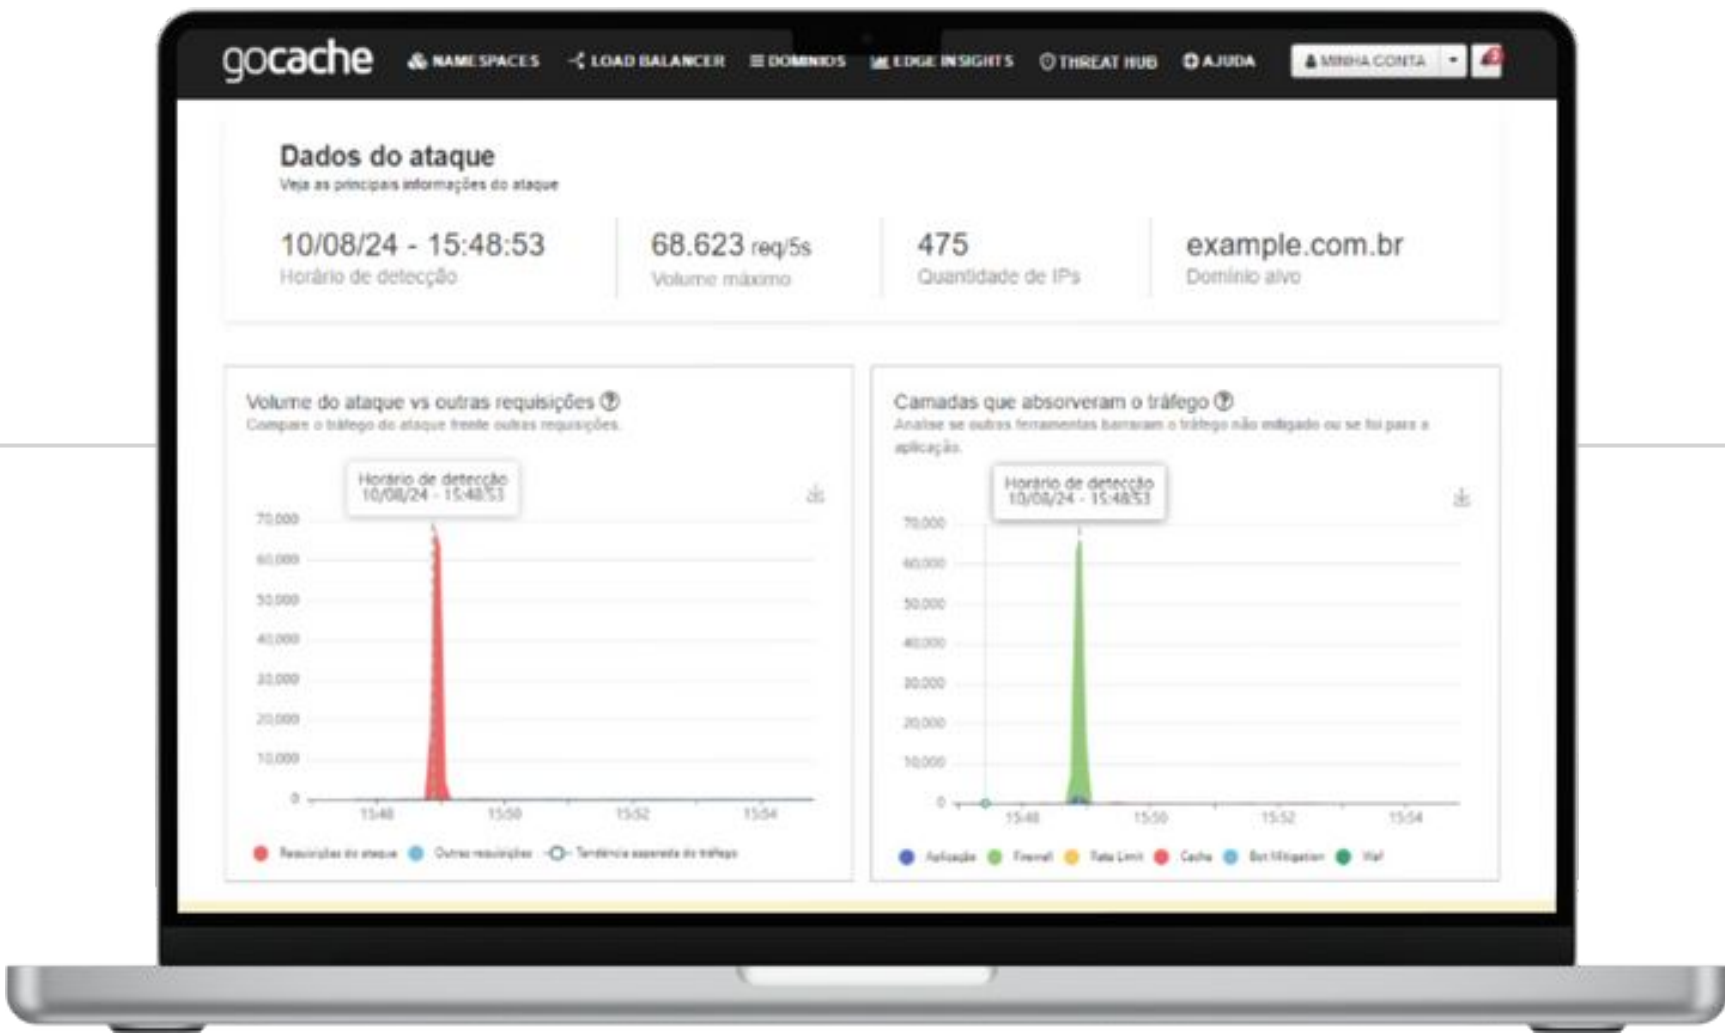 gocache NAMESPACES LOAD BALANCER DOMINIOS EDGE INSIGHTS THREAT HUB AJUDA MINHA CONTA
Dados do ataque
Veja as principais informações do ataque
10/08/24 - 15:48:53 68.623 req/5s 475 example.com.br
Horário de detecção Volume máximo Quantidade de IPs Domínio alvo
Volume do ataque vs outras requisições
Compare o tráfego do ataque frente outras requisições.
Horário de detecção
10/08/24 - 15:48:53
70,000
60,000
50,000
40,000
30,000
20,000
10,000
0
15:48 15:50 15:52 15:54
Requisições do ataque Outras requisições Tendência esperada do tráfego
Camadas que absorveram o tráfego
Analise se outras ferramentas barraram o tráfego não mitigado ou se foi para a
aplicação.
Horário de detecção
10/08/24 - 15:48:53
70,000
60,000
50,000
40,000
30,000
20,000
10,000
0
15:48 15:50 15:52 15:54
Aplicação Firewall Rate Limit Cache Bot Mitigation Waf